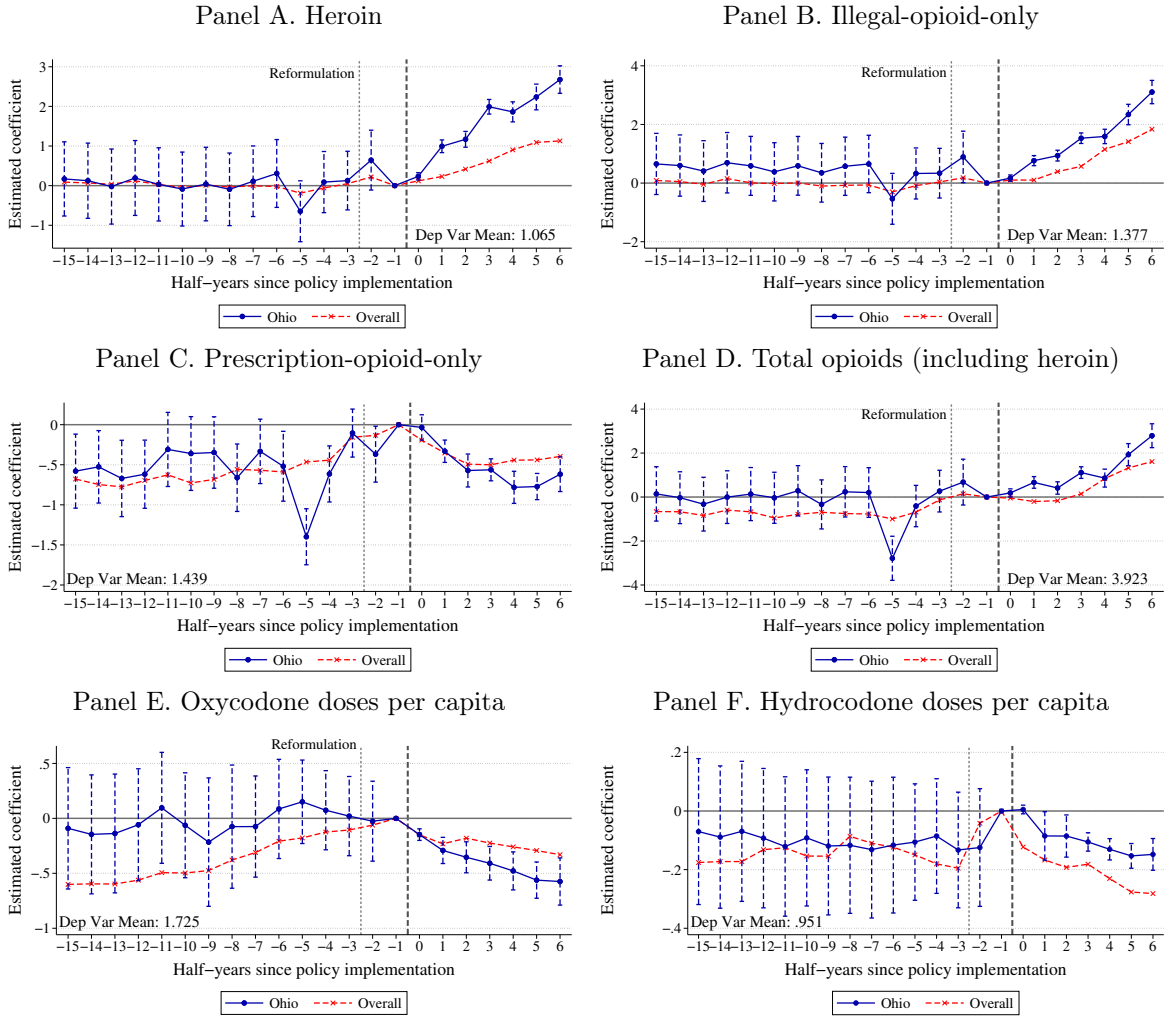 Panel A. Heroin
Estimated coefficient
3
2
1
0
−1
Reformulation
Dep Var Mean: 1.065
−15 −14 −13 −12 −11 −10 −9 −8 −7 −6 −5 −4 −3 −2 −1 0 1 2 3 4 5 6
Half−years since policy implementation
Ohio Overall
Panel B. Illegal-opioid-only
Estimated coefficient
4
2
0
−2
Reformulation
Dep Var Mean: 1.377
−15 −14 −13 −12 −11 −10 −9 −8 −7 −6 −5 −4 −3 −2 −1 0 1 2 3 4 5 6
Half−years since policy implementation
Ohio Overall
Panel C. Prescription-opioid-only
Estimated coefficient
0
−.5
−1
−1.5
−2
Dep Var Mean: 1.439
−15 −14 −13 −12 −11 −10 −9 −8 −7 −6 −5 −4 −3 −2 −1 0 1 2 3 4 5 6
Half−years since policy implementation
Ohio Overall
Panel D. Total opioids (including heroin)
Estimated coefficient
4
2
0
−2
−4
Reformulation
Dep Var Mean: 3.923
−15 −14 −13 −12 −11 −10 −9 −8 −7 −6 −5 −4 −3 −2 −1 0 1 2 3 4 5 6
Half−years since policy implementation
Ohio Overall
Panel E. Oxycodone doses per capita
Estimated coefficient
.5
0
−.5
−1
Reformulation
Dep Var Mean: 1.725
−15 −14 −13 −12 −11 −10 −9 −8 −7 −6 −5 −4 −3 −2 −1 0 1 2 3 4 5 6
Half−years since policy implementation
Ohio Overall
Panel F. Hydrocodone doses per capita
Estimated coefficient
.2
0
−.2
−.4
Dep Var Mean: .951
−15 −14 −13 −12 −11 −10 −9 −8 −7 −6 −5 −4 −3 −2 −1 0 1 2 3 4 5 6
Half−years since policy implementation
Ohio Overall